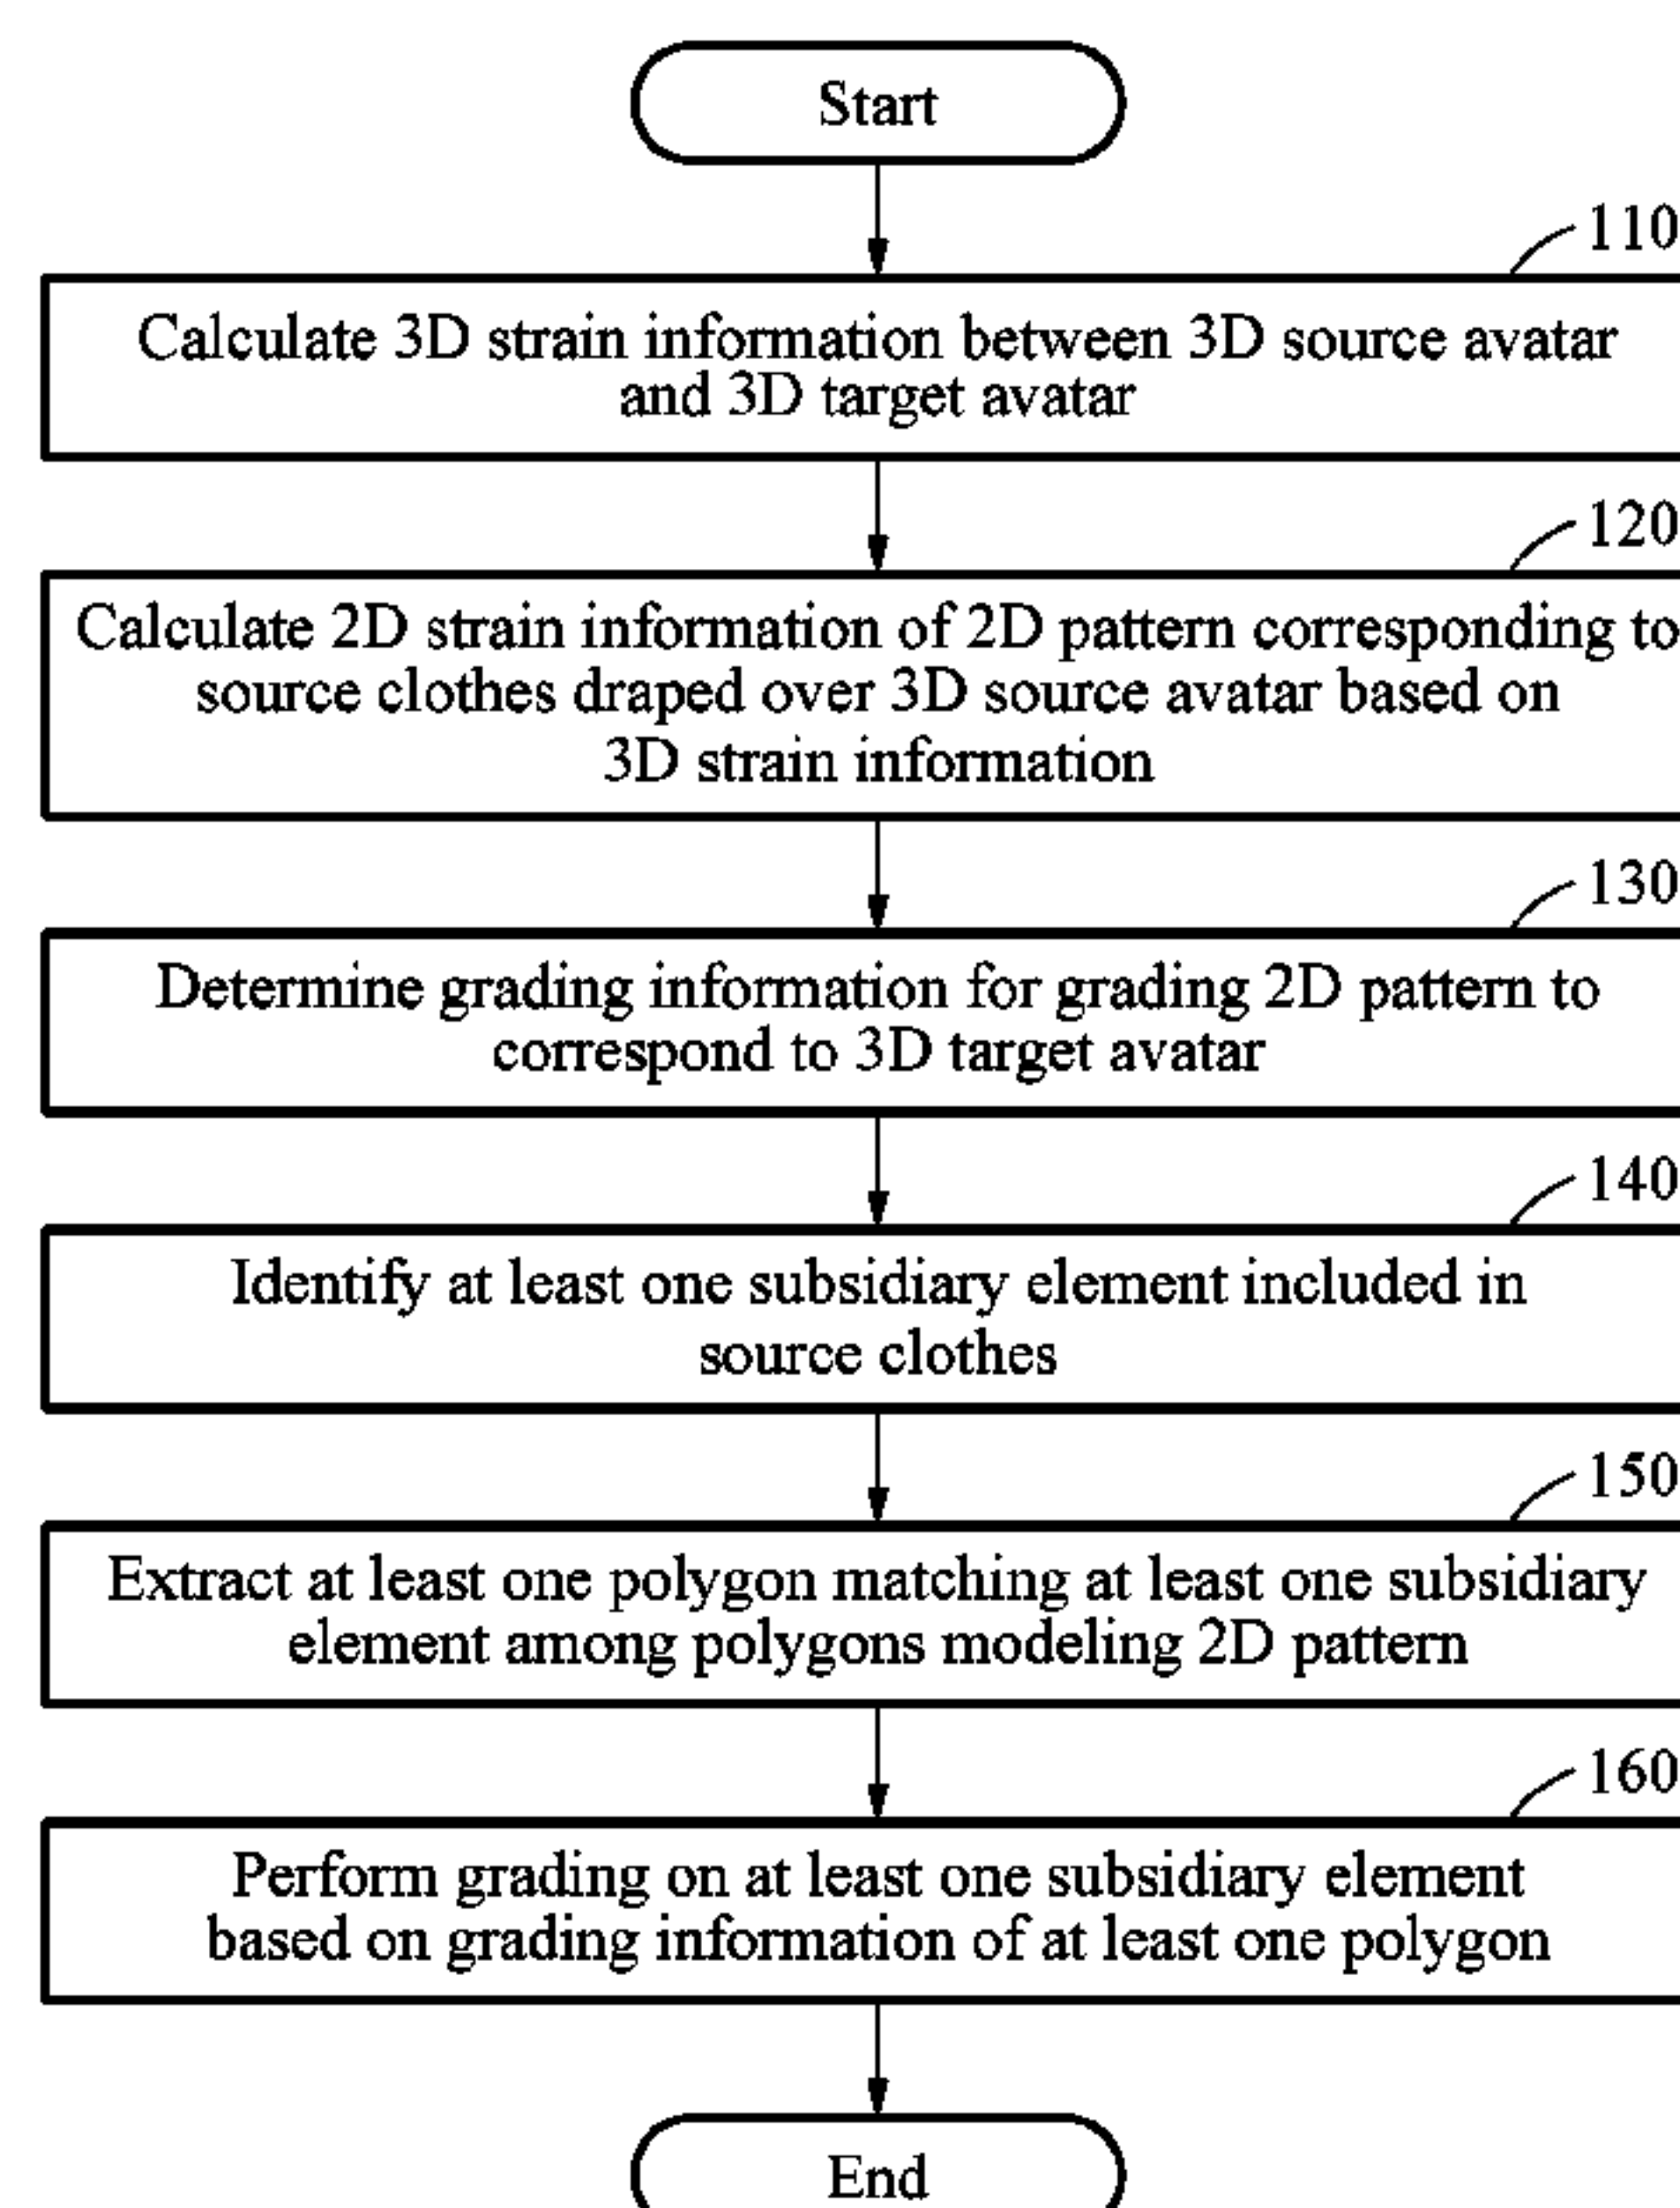 Start
110
Calculate 3D strain information between 3D source avatar
and 3D target avatar
120
Calculate 2D strain information of 2D pattern corresponding to
source clothes draped over 3D source avatar based on
3D strain information
130
Determine grading information for grading 2D pattern to
correspond to 3D target avatar
140
Identify at least one subsidiary element included in
source clothes
150
Extract at least one polygon matching at least one subsidiary
element among polygons modeling 2D pattern
160
Perform grading on at least one subsidiary element
based on grading information of at least one polygon
End